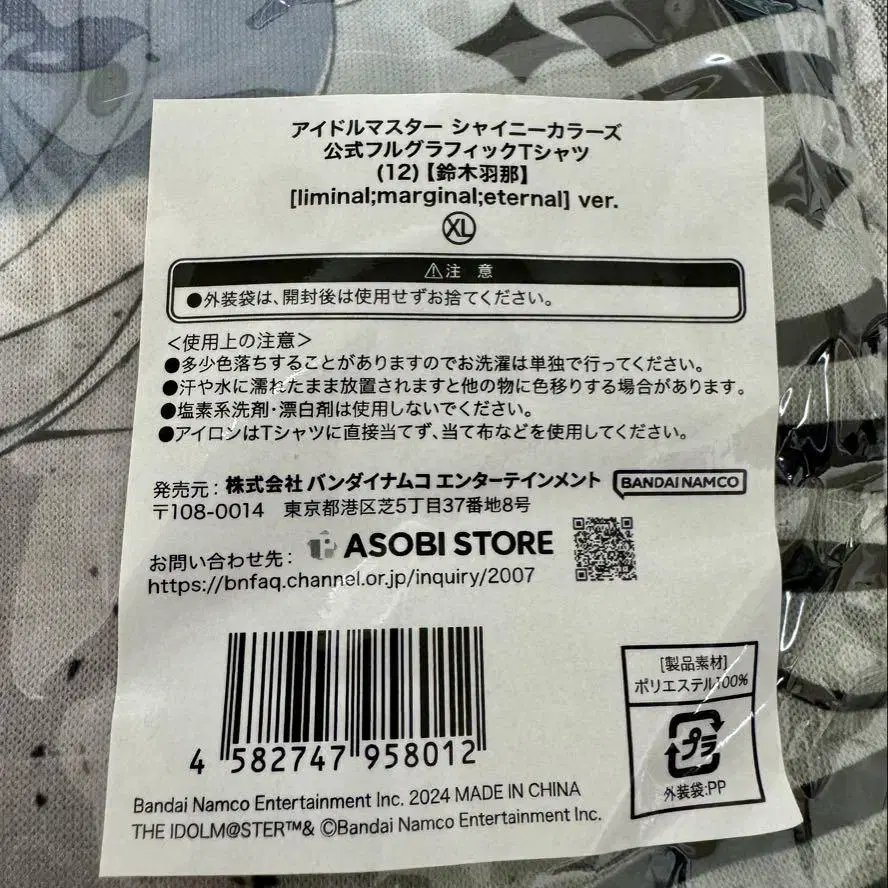 アイドルマスター シャイニーカラーズ
公式フルグラフィックTシャツ
(12)【鈴木羽那】
[liminal;marginal;eternal] ver.
XL
⚠注 意
●外装袋は、開封後は使用せずお捨てください。
＜使用上の注意＞
●多少色落ちすることがありますのでお洗濯は単独で行ってください。
●汗や水に濡れたまま放置されますと他の物に色移りする場合があります。
●塩素系洗剤・漂白剤は使用しないでください。
●アイロンはTシャツに直接当てず、当て布などを使用してください。
発売元：株式会社 バンダイナムコ エンターテインメント BANDAI NAMCO
〒108-0014 東京都港区芝5丁目37番地8号
お問い合わせ先： ASOBI STORE
https://bnfaq.channel.or.jp/inquiry/2007
4 582747 958012
[製品素材]
ポリエステル100%
プラ
外装袋:PP
Bandai Namco Entertainment Inc. 2024 MADE IN CHINA
THE IDOLM@STER™& ©Bandai Namco Entertainment Inc.